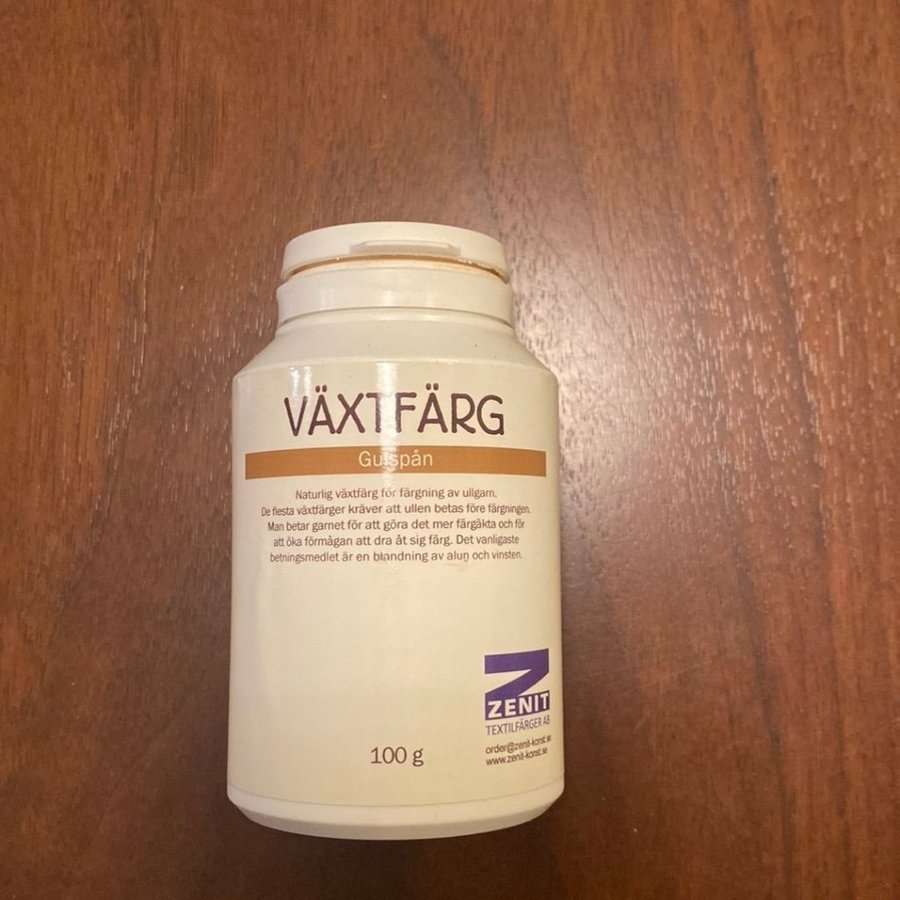 VÄXTFÄRG
Gulspån
Naturlig växtfärg för färgning av ullgarn.
De flesta växtfärger kräver att ullen betas före färgningen.
Man betar garnet för att göra det mer färgäkta och för
att öka förmågan att dra åt sig färg. Det vanligaste
betningsmedlet är en blandning av alun och vinsten.
ZENIT
TEXTILFÄRGER AB
100 g
order@zenit-konst.se
www.zenit-konst.se